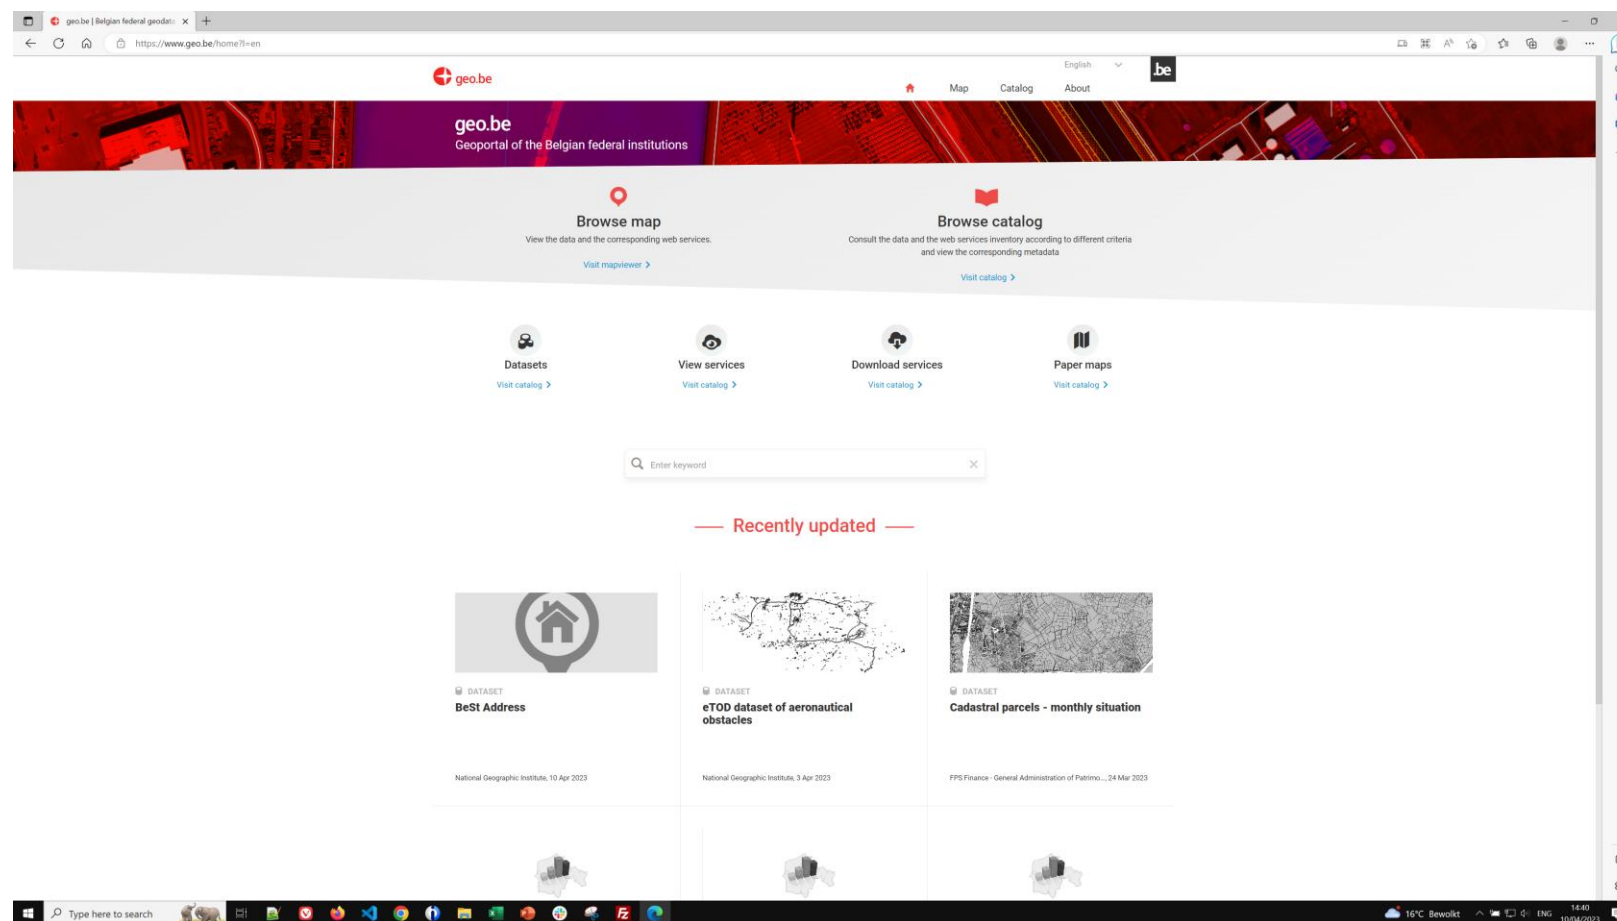 geo.be | Belgian federal geodata
https://www.geo.be/home?l=en
geo.be
English
.be
Map Catalog About
geo.be
Geoportal of the Belgian federal institutions
Browse map
View the data and the corresponding web services.
Visit mapviewer
Browse catalog
Consult the data and the web services inventory according to different criteria
and view the corresponding metadata
Visit catalog
Datasets
Visit catalog
View services
Visit catalog
Download services
Visit catalog
Paper maps
Visit catalog
Enter keyword
Recently updated
DATASET
BeSt Address
National Geographic Institute, 10 Apr 2023
DATASET
eTOD dataset of aeronautical
obstacles
National Geographic Institute, 3 Apr 2023
DATASET
Cadastral parcels - monthly situation
FPS Finance - General Administration of Patrimo..., 24 Mar 2023
Type here to search
16°C Bewolkt
ENG
14:40
10/04/2023